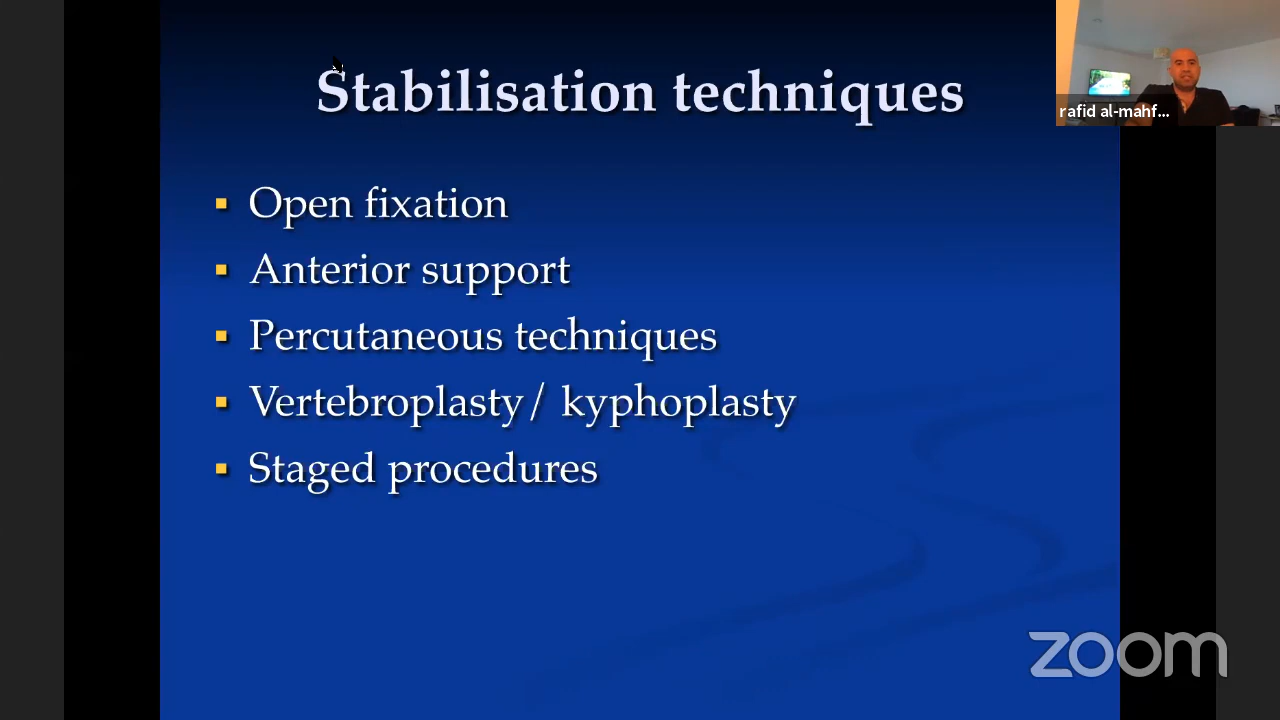 Stabilisation techniques
rafid al-mahf...
Open fixation
Anterior support
Percutaneous techniques
Vertebroplasty/ kyphoplasty
Staged procedures
zoom